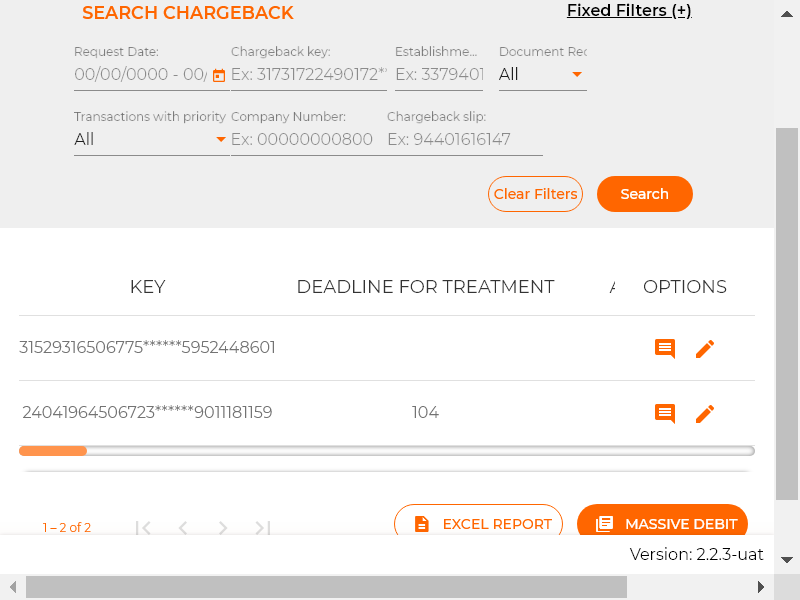 SEARCH CHARGEBACK
Fixed Filters (+)
Request Date: Chargeback key: Establishme... Document Rec
00/00/0000 - 00/ Ex: 31731722490172** Ex: 3379401 All
Transactions with priority Company Number: Chargeback slip:
All Ex: 00000000800 Ex: 94401616147
Clear Filters Search
KEY DEADLINE FOR TREATMENT OPTIONS
31529316506775******5952448601
24041964506723******9011181159 104
1 – 2 of 2 EXCEL REPORT MASSIVE DEBIT
Version: 2.2.3-uat